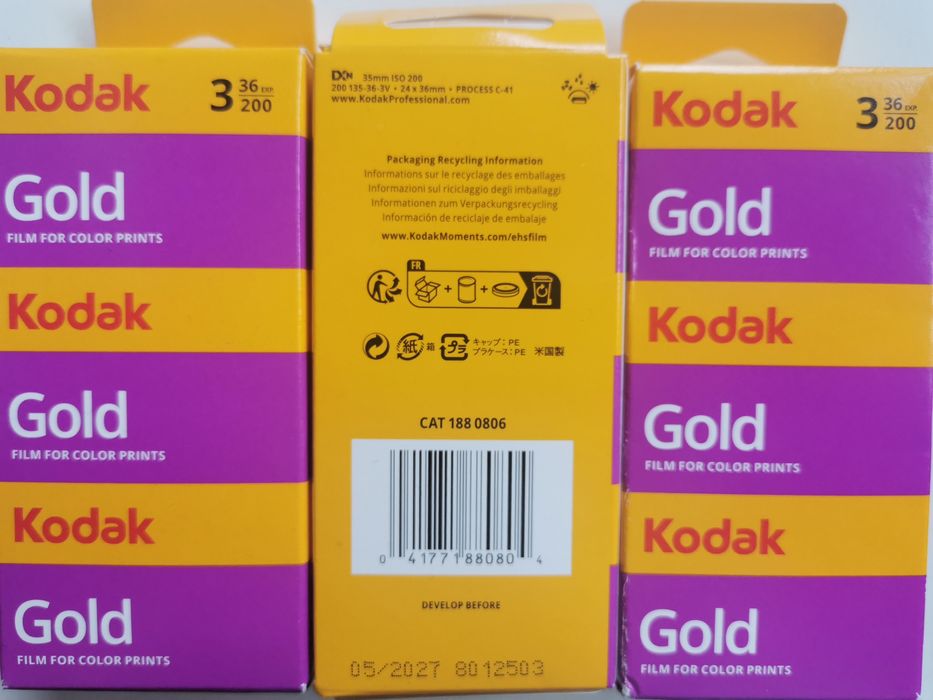 Kodak
3 36 EXP.
200
Gold
FILM FOR COLOR PRINTS
Kodak
Gold
FILM FOR COLOR PRINTS
Kodak
Gold
FILM FOR COLOR PRINTS
DXN 35mm ISO 200
200 135-36-3V • 24 x 36mm • PROCESS C-41
www.KodakProfessional.com
Packaging Recycling Information
Informations sur le recyclage des emballages
Informazioni sul riciclaggio degli imballaggi
Informationen zum Verpackungsrecycling
Información de reciclaje de embalaje
www.KodakMoments.com/ehsfilm
FR
紙 箱 プラ キャップ：PE
プラケース：PE 米国製
CAT 188 0806
0 41771 88080 4
DEVELOP BEFORE
05/2027 8012503
Kodak
3 36 EXP.
200
Gold
FILM FOR COLOR PRINTS
Kodak
Gold
FILM FOR COLOR PRINTS
Kodak
Gold
FILM FOR COLOR PRINTS